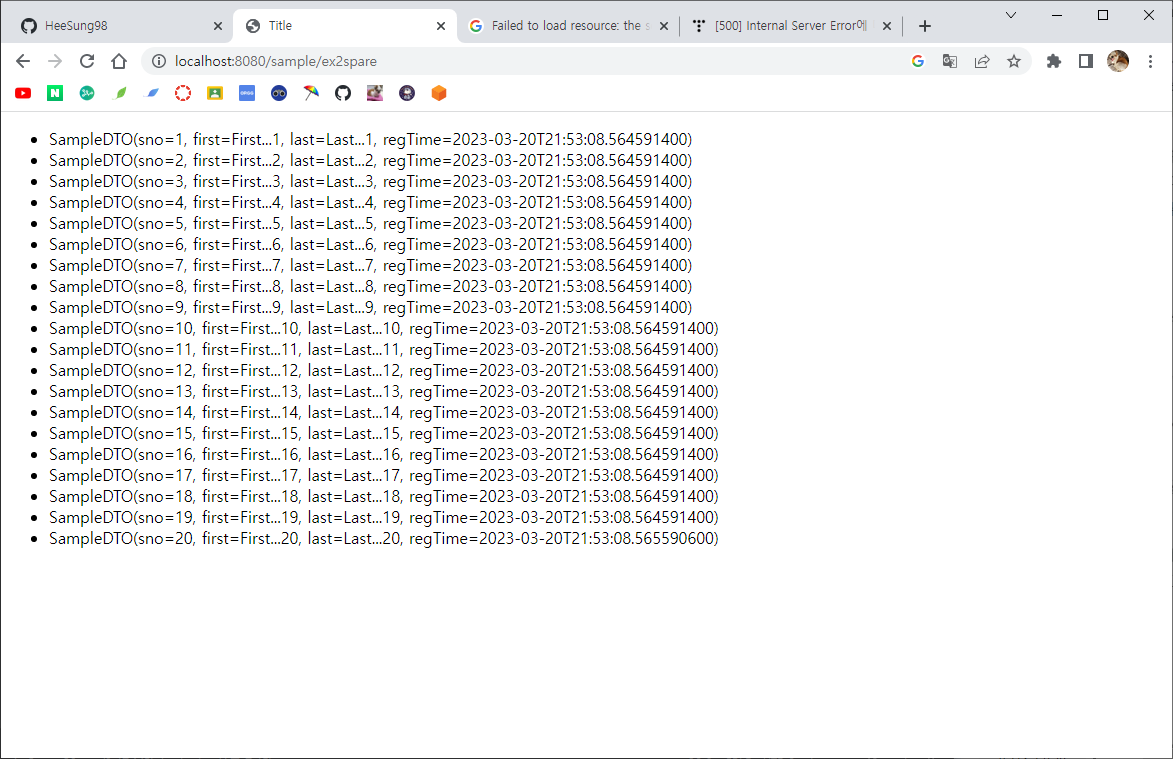 HeeSung98
Title
Failed to load resource: the s
[500] Internal Server Error
localhost:8080/sample/ex2spare
SampleDTO(sno=1, first=First...1, last=Last...1, regTime=2023-03-20T21:53:08.564591400)
SampleDTO(sno=2, first=First...2, last=Last...2, regTime=2023-03-20T21:53:08.564591400)
SampleDTO(sno=3, first=First...3, last=Last...3, regTime=2023-03-20T21:53:08.564591400)
SampleDTO(sno=4, first=First...4, last=Last...4, regTime=2023-03-20T21:53:08.564591400)
SampleDTO(sno=5, first=First...5, last=Last...5, regTime=2023-03-20T21:53:08.564591400)
SampleDTO(sno=6, first=First...6, last=Last...6, regTime=2023-03-20T21:53:08.564591400)
SampleDTO(sno=7, first=First...7, last=Last...7, regTime=2023-03-20T21:53:08.564591400)
SampleDTO(sno=8, first=First...8, last=Last...8, regTime=2023-03-20T21:53:08.564591400)
SampleDTO(sno=9, first=First...9, last=Last...9, regTime=2023-03-20T21:53:08.564591400)
SampleDTO(sno=10, first=First...10, last=Last...10, regTime=2023-03-20T21:53:08.564591400)
SampleDTO(sno=11, first=First...11, last=Last...11, regTime=2023-03-20T21:53:08.564591400)
SampleDTO(sno=12, first=First...12, last=Last...12, regTime=2023-03-20T21:53:08.564591400)
SampleDTO(sno=13, first=First...13, last=Last...13, regTime=2023-03-20T21:53:08.564591400)
SampleDTO(sno=14, first=First...14, last=Last...14, regTime=2023-03-20T21:53:08.564591400)
SampleDTO(sno=15, first=First...15, last=Last...15, regTime=2023-03-20T21:53:08.564591400)
SampleDTO(sno=16, first=First...16, last=Last...16, regTime=2023-03-20T21:53:08.564591400)
SampleDTO(sno=17, first=First...17, last=Last...17, regTime=2023-03-20T21:53:08.564591400)
SampleDTO(sno=18, first=First...18, last=Last...18, regTime=2023-03-20T21:53:08.564591400)
SampleDTO(sno=19, first=First...19, last=Last...19, regTime=2023-03-20T21:53:08.564591400)
SampleDTO(sno=20, first=First...20, last=Last...20, regTime=2023-03-20T21:53:08.565590600)